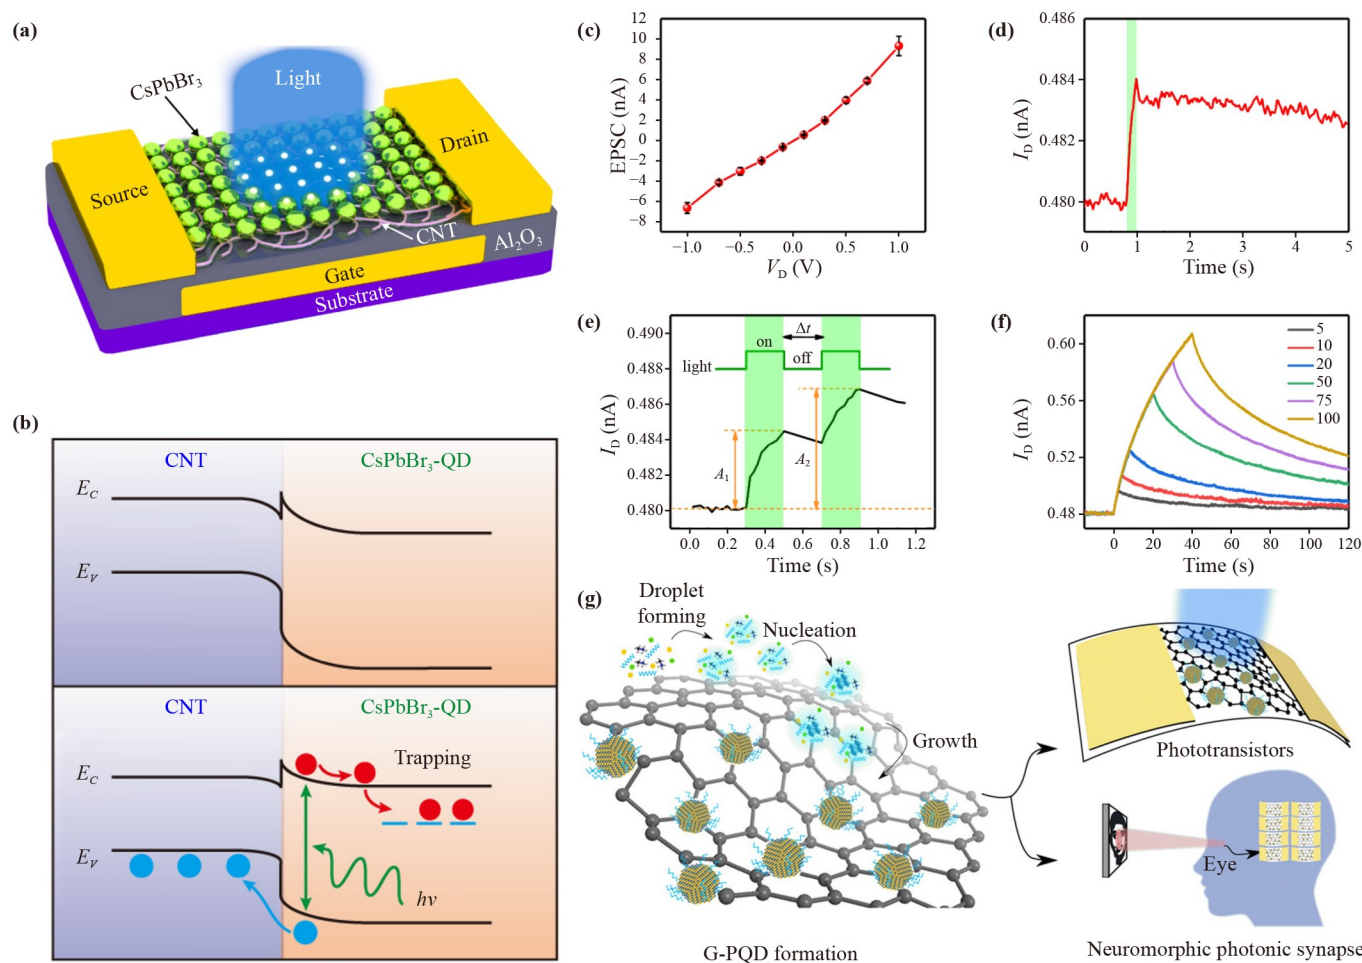 (a)
CsPbBr3
Light
Drain
Source
CNT
Al2O3
Gate
Substrate
(b)
CNT
CsPbBr3-QD
EC
EV
CNT
CsPbBr3-QD
Trapping
EC
EV
hν
(c)
EPSC (nA)
12
10
8
6
4
2
0
−2
−4
−6
−8
−1.0
−0.5
0.0
0.5
1.0
VD (V)
(d)
ID (nA)
0.486
0.484
0.482
0.480
0
1
2
3
4
5
Time (s)
(e)
ID (nA)
0.490
0.488
0.486
0.484
0.482
0.480
light
on
off
Δt
A1
A2
0.0
0.2
0.4
0.6
0.8
1.0
1.2
Time (s)
(f)
ID (nA)
0.60
0.56
0.52
0.48
5
10
20
50
75
100
0
20
40
60
80
100
120
Time (s)
(g)
Droplet
forming
Nucleation
Growth
G-PQD formation
Phototransistors
Eye
Neuromorphic photonic synapse